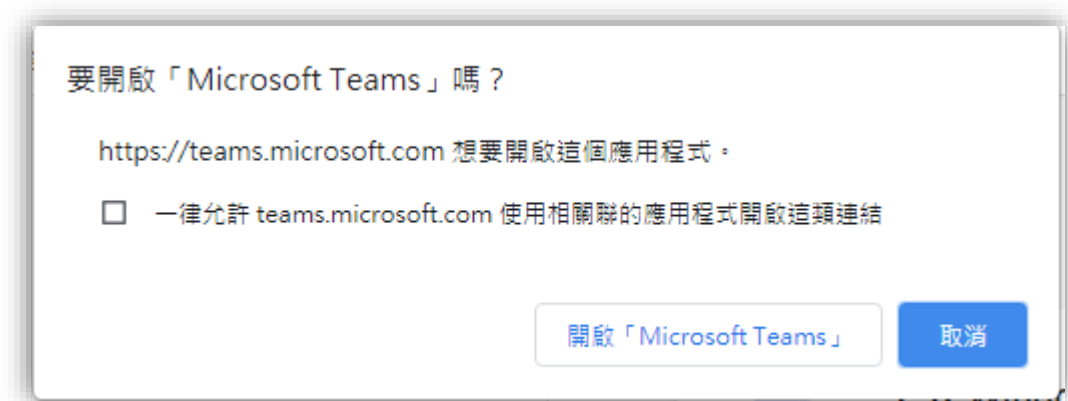 要開啟「Microsoft Teams」嗎？
https://teams.microsoft.com 想要開啟這個應用程式。
一律允許 teams.microsoft.com 使用相關聯的應用程式開啟這類連結
開啟「Microsoft Teams」
取消